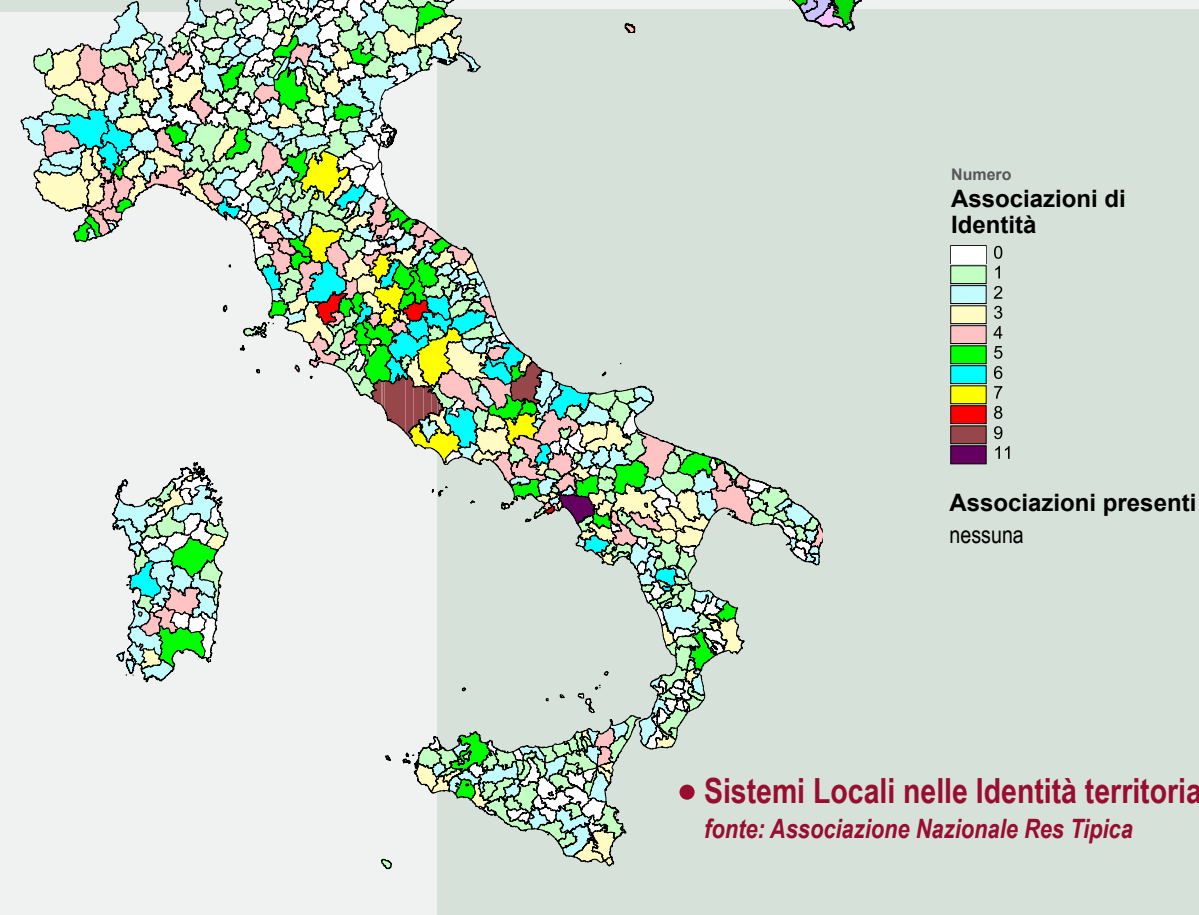 Numero
Associazioni di
Identità
0
1
2
3
4
5
6
7
8
9
11
Associazioni presenti
nessuna
• Sistemi Locali nelle Identità territoria
fonte: Associazione Nazionale Res Tipica